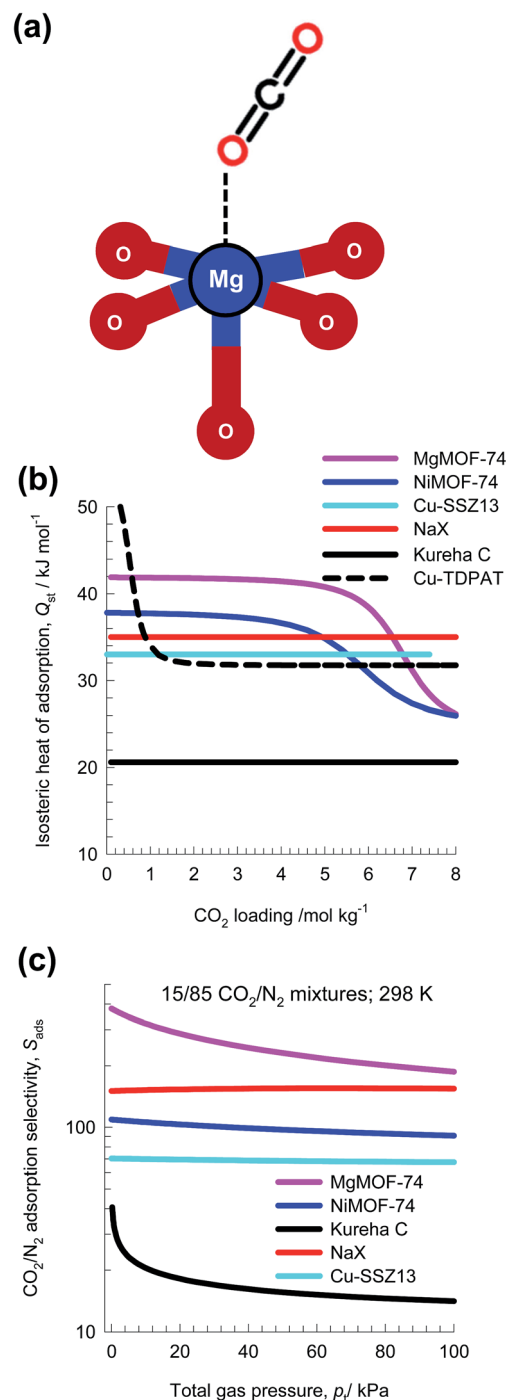 (a)
O
C
O
O
O
Mg
O
O
O
(b)
MgMOF-74
NiMOF-74
Cu-SSZ13
NaX
Kureha C
Cu-TDPAT
Isosteric heat of adsorption, Qst / kJ mol-1
50
40
30
20
10
0 1 2 3 4 5 6 7 8
CO2 loading /mol kg-1
(c)
15/85 CO2/N2 mixtures; 298 K
CO2/N2 adsorption selectivity, Sads
100
10
MgMOF-74
NiMOF-74
Kureha C
NaX
Cu-SSZ13
0 20 40 60 80 100
Total gas pressure, pt/ kPa